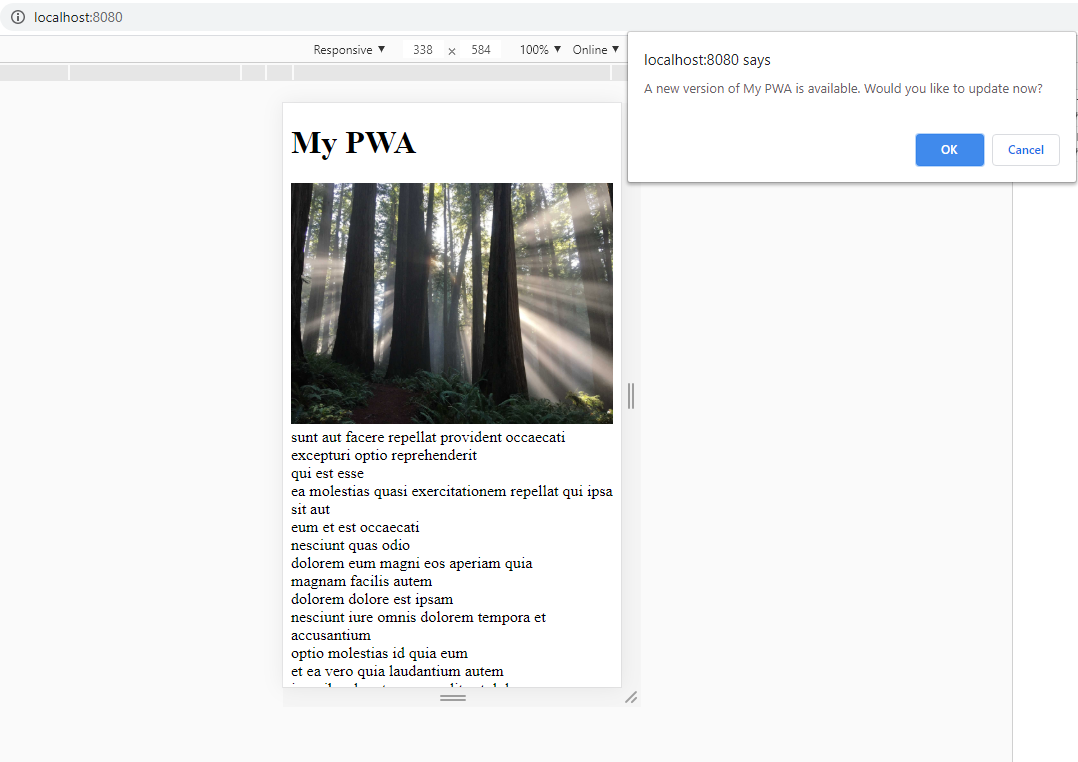 localhost:8080
Responsive ▼ 338 × 584 100% ▼ Online ▼
localhost:8080 says
A new version of My PWA is available. Would you like to update now?
OK Cancel
My PWA
sunt aut facere repellat provident occaecati
excepturi optio reprehenderit
qui est esse
ea molestias quasi exercitationem repellat qui ipsa
sit aut
eum et est occaecati
nesciunt quas odio
dolorem eum magni eos aperiam quia
magnam facilis autem
dolorem dolore est ipsam
nesciunt iure omnis dolorem tempora et
accusantium
optio molestias id quia eum
et ea vero quia laudantium autem